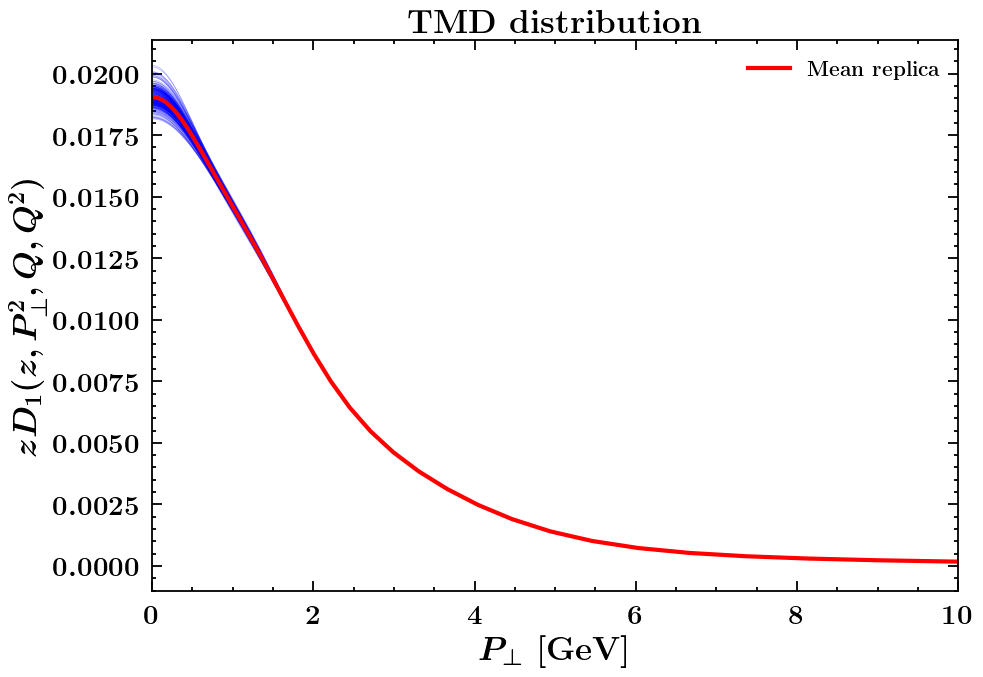 TMD distribution
Mean replica
zD₁(z, P²⊥, Q, Q²)
0.0200
0.0175
0.0150
0.0125
0.0100
0.0075
0.0050
0.0025
0.0000
0 2 4 6 8 10
P⊥ [GeV]